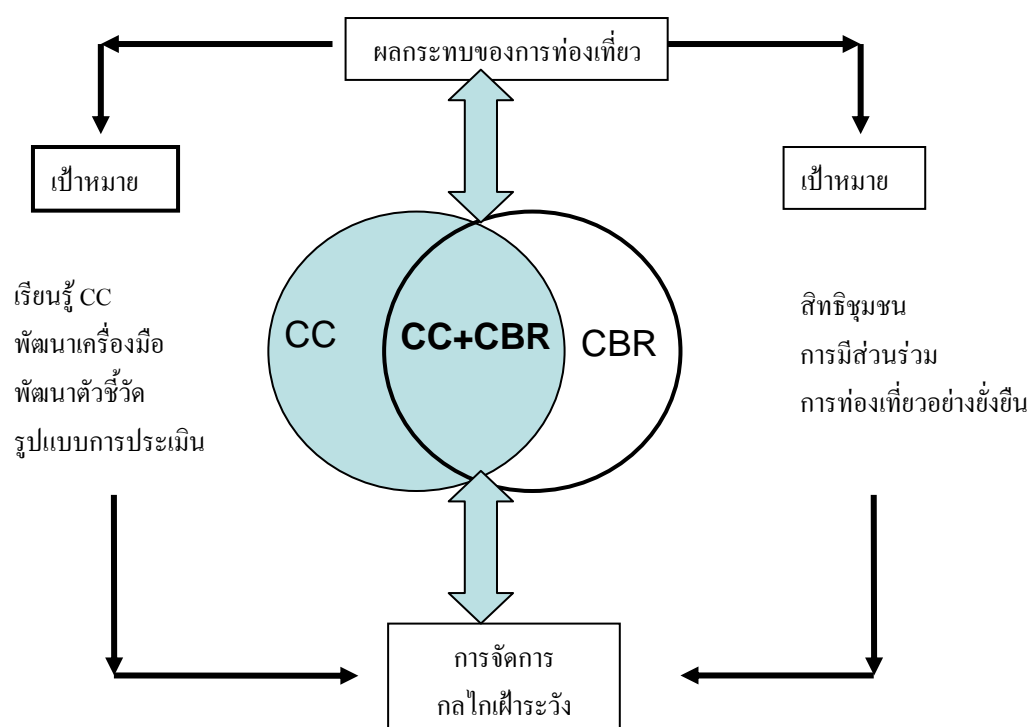 ผลกระทบของการท่องเที่ยว
เป้าหมาย
เป้าหมาย
เรียนรู้ CC
พัฒนาเครื่องมือ
พัฒนาตัวชี้วัด
รูปแบบการประเมิน
CC
CC+CBR
CBR
สิทธิชุมชน
การมีส่วนร่วม
การท่องเที่ยวอย่างยั่งยืน
การจัดการ
กลไกเฝ้าระวัง